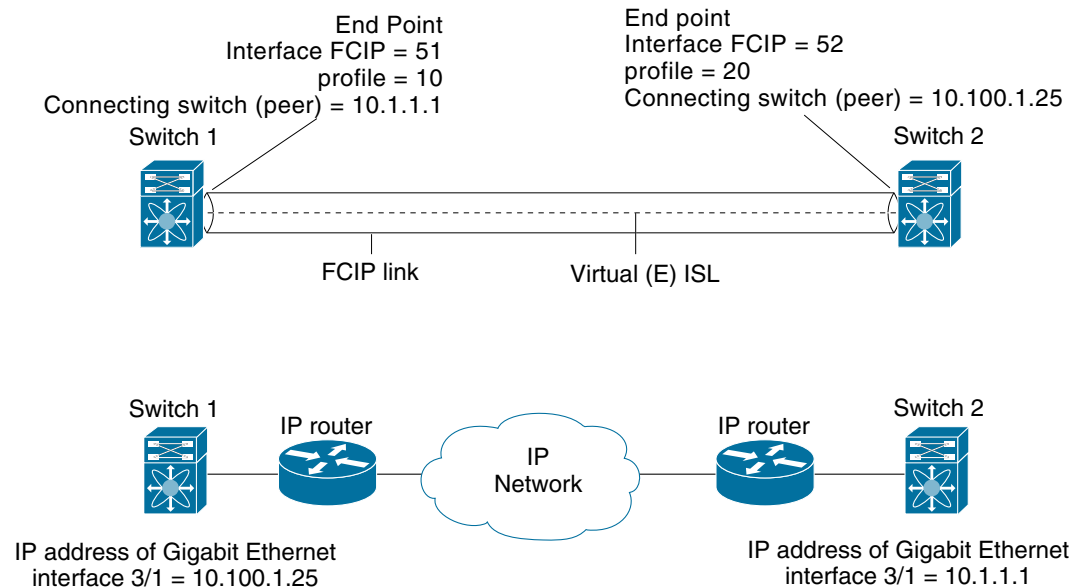 End Point
Interface FCIP = 51
profile = 10
Connecting switch (peer) = 10.1.1.1
End point
Interface FCIP = 52
profile = 20
Connecting switch (peer) = 10.100.1.25
Switch 1
Switch 2
FCIP link
Virtual (E) ISL
Switch 1
IP router
IP
Network
IP router
Switch 2
IP address of Gigabit Ethernet
interface 3/1 = 10.100.1.25
IP address of Gigabit Ethernet
interface 3/1 = 10.1.1.1